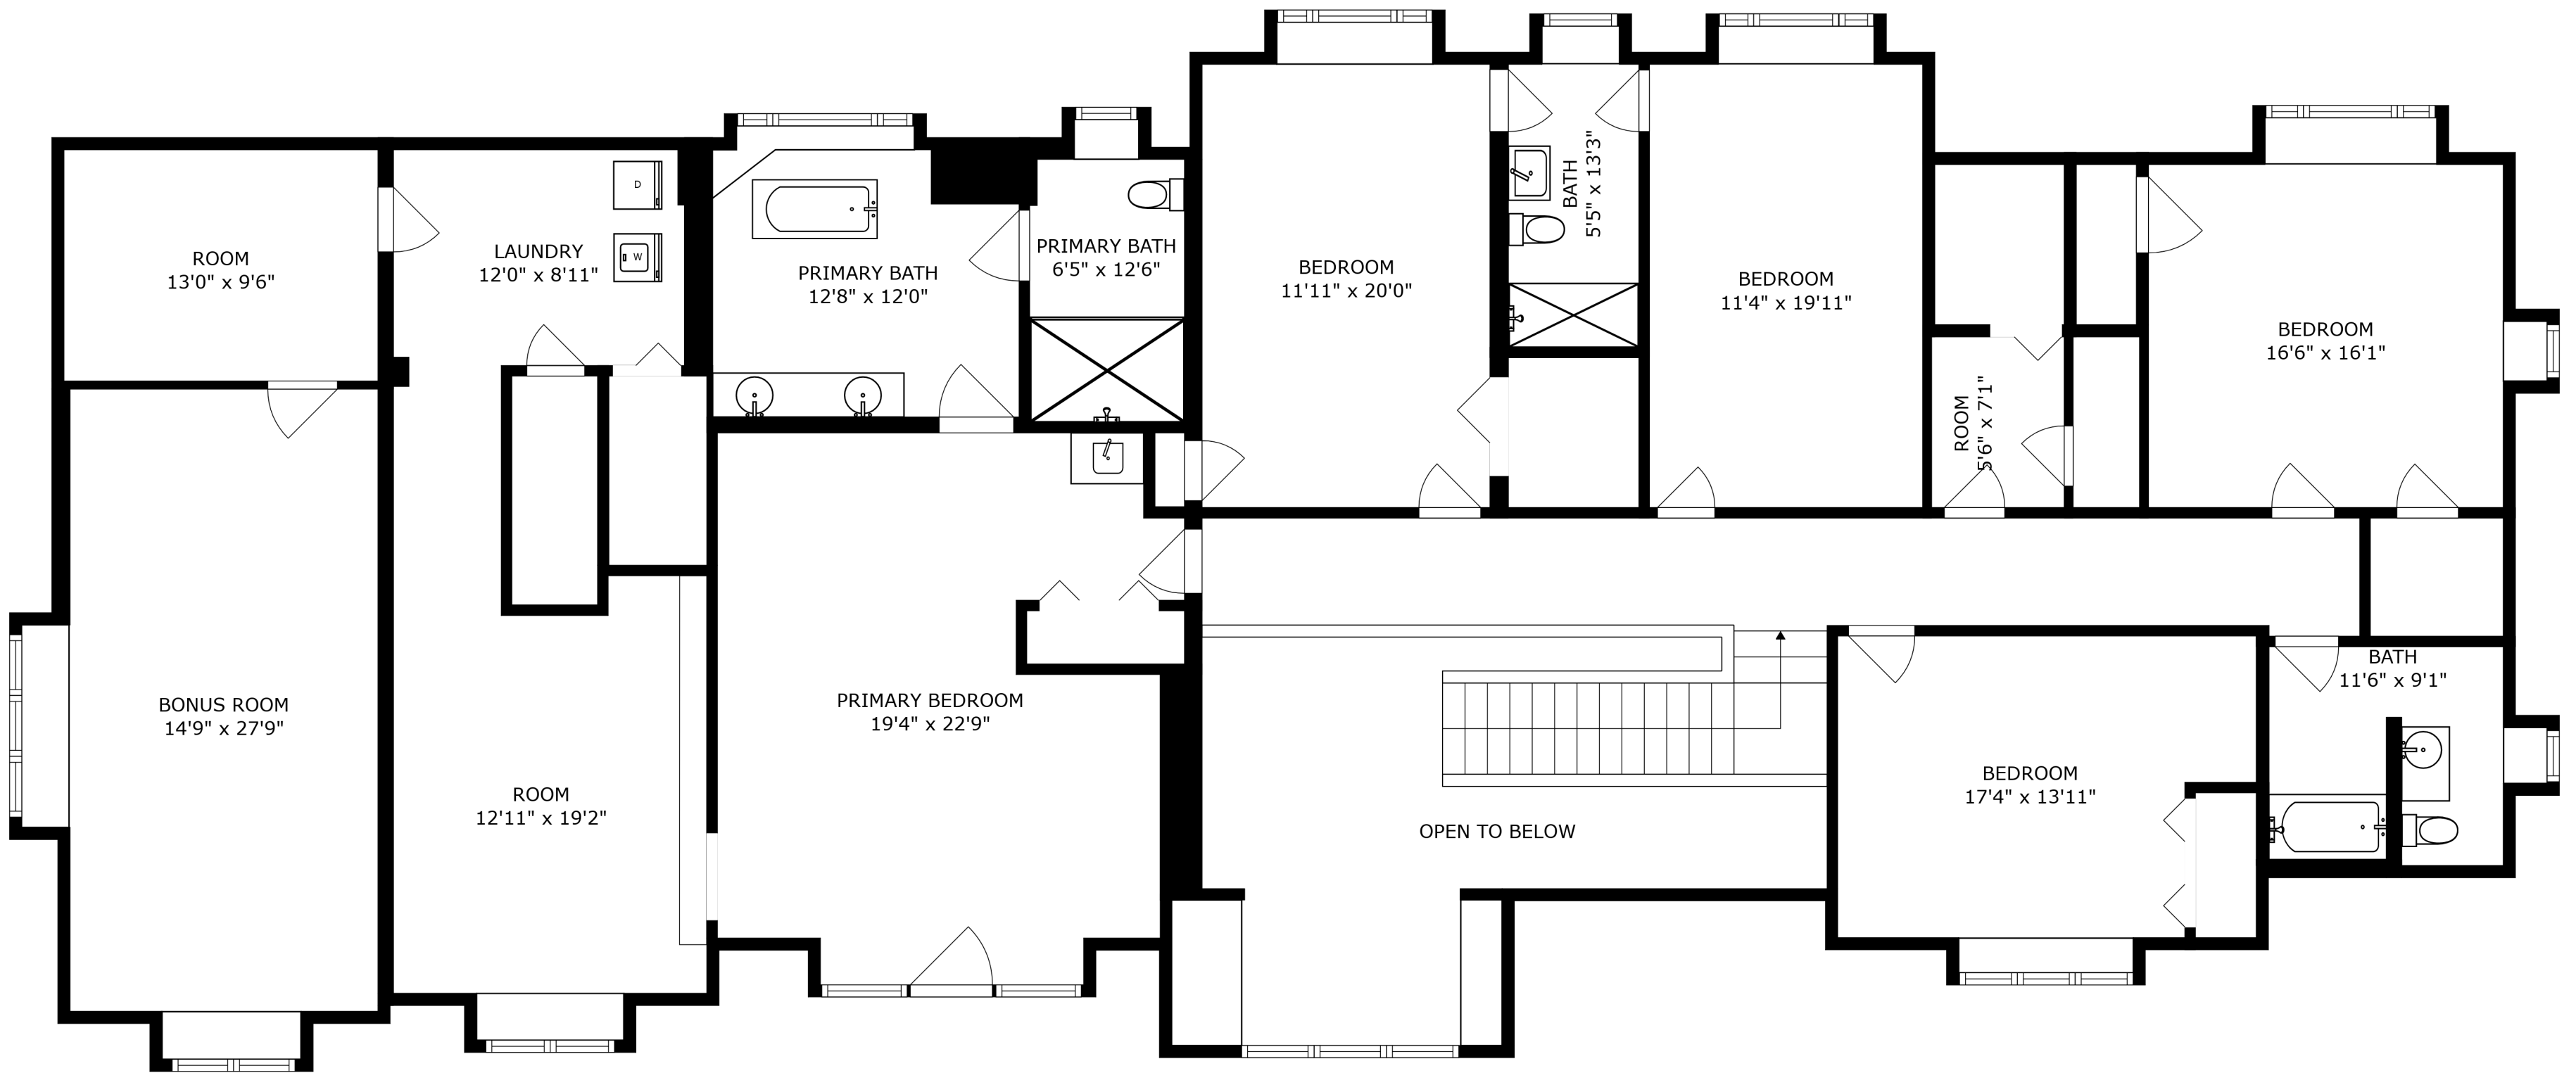 ROOM
13'0" x 9'6"
LAUNDRY
12'0" x 8'11"
D
W
PRIMARY BATH
12'8" x 12'0"
PRIMARY BATH
6'5" x 12'6"
BEDROOM
11'11" x 20'0"
BATH
5'5" x 13'3"
BEDROOM
11'4" x 19'11"
ROOM
5'6" x 7'1"
BEDROOM
16'6" x 16'1"
BONUS ROOM
14'9" x 27'9"
ROOM
12'11" x 19'2"
PRIMARY BEDROOM
19'4" x 22'9"
OPEN TO BELOW
BEDROOM
17'4" x 13'11"
BATH
11'6" x 9'1"